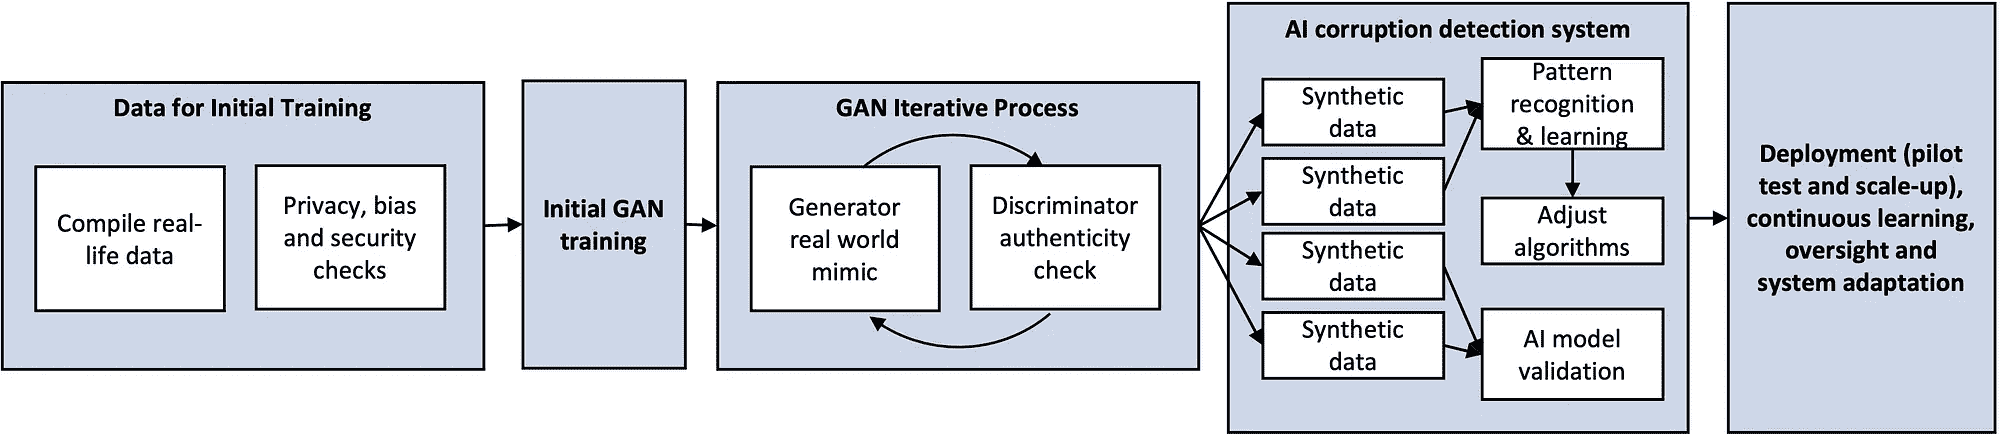 Data for Initial Training
Compile real-
life data
Privacy, bias
and security
checks
Initial GAN
training
GAN Iterative Process
Generator
real world
mimic
Discriminator
authenticity
check
AI corruption detection system
Synthetic
data
Synthetic
data
Synthetic
data
Synthetic
data
Pattern
recognition
& learning
Adjust
algorithms
AI model
validation
Deployment (pilot
test and scale-up),
continuous learning,
oversight and
system adaptation